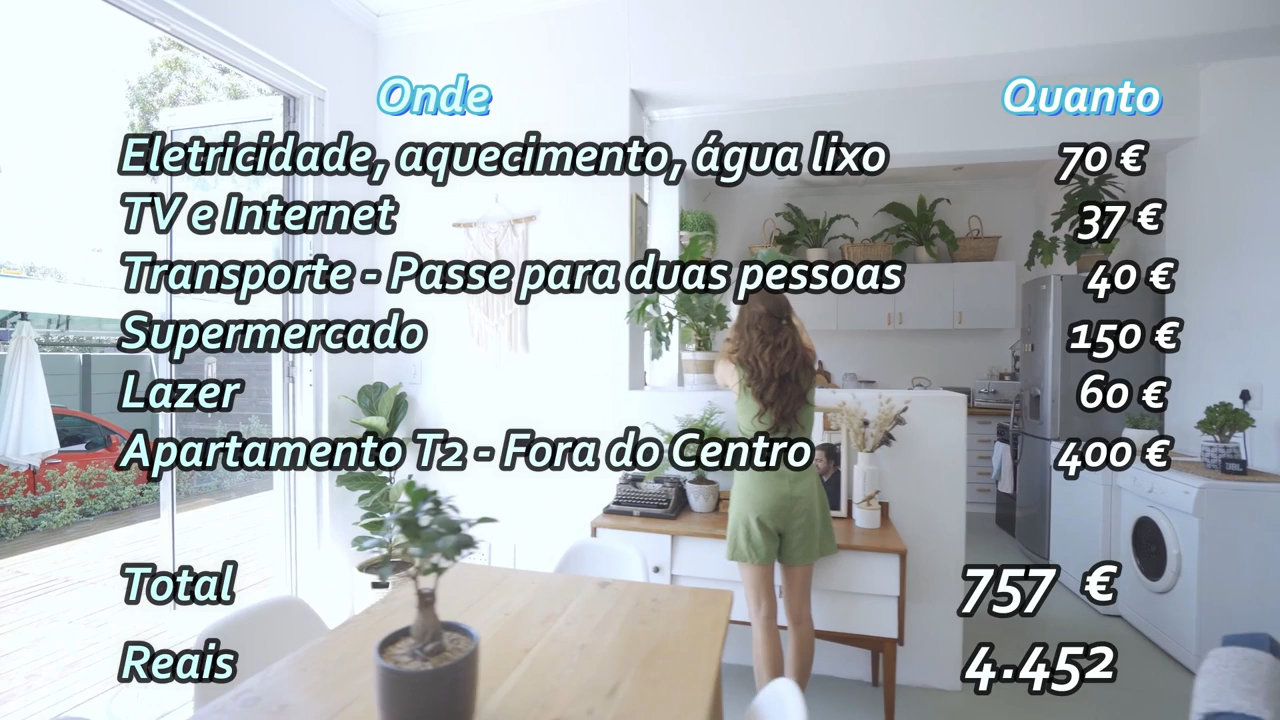 Onde Quanto
Eletricidade, aquecimento, água lixo 70 €
TV e Internet 37 €
Transporte - Passe para duas pessoas 40 €
Supermercado 150 €
Lazer 60 €
Apartamento T2 - Fora do Centro 400 €
Total 757 €
Reais 4.452